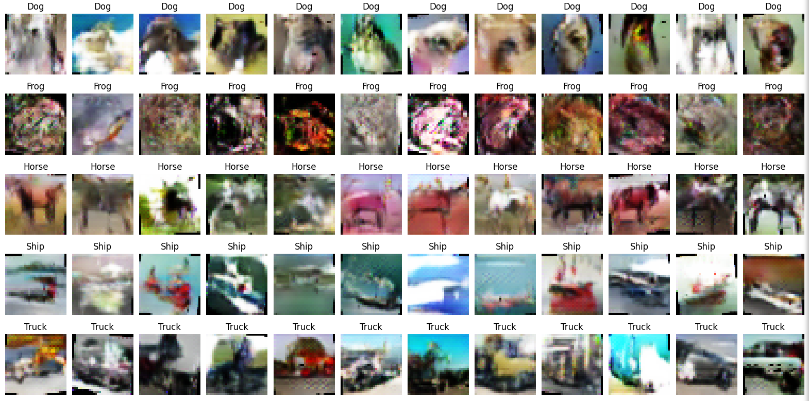 Dog Dog Dog Dog Dog Dog Dog Dog Dog Dog Dog Dog
Frog Frog Frog Frog Frog Frog Frog Frog Frog Frog Frog Frog
Horse Horse Horse Horse Horse Horse Horse Horse Horse Horse Horse Horse
Ship Ship Ship Ship Ship Ship Ship Ship Ship Ship Ship Ship
Truck Truck Truck Truck Truck Truck Truck Truck Truck Truck Truck Truck